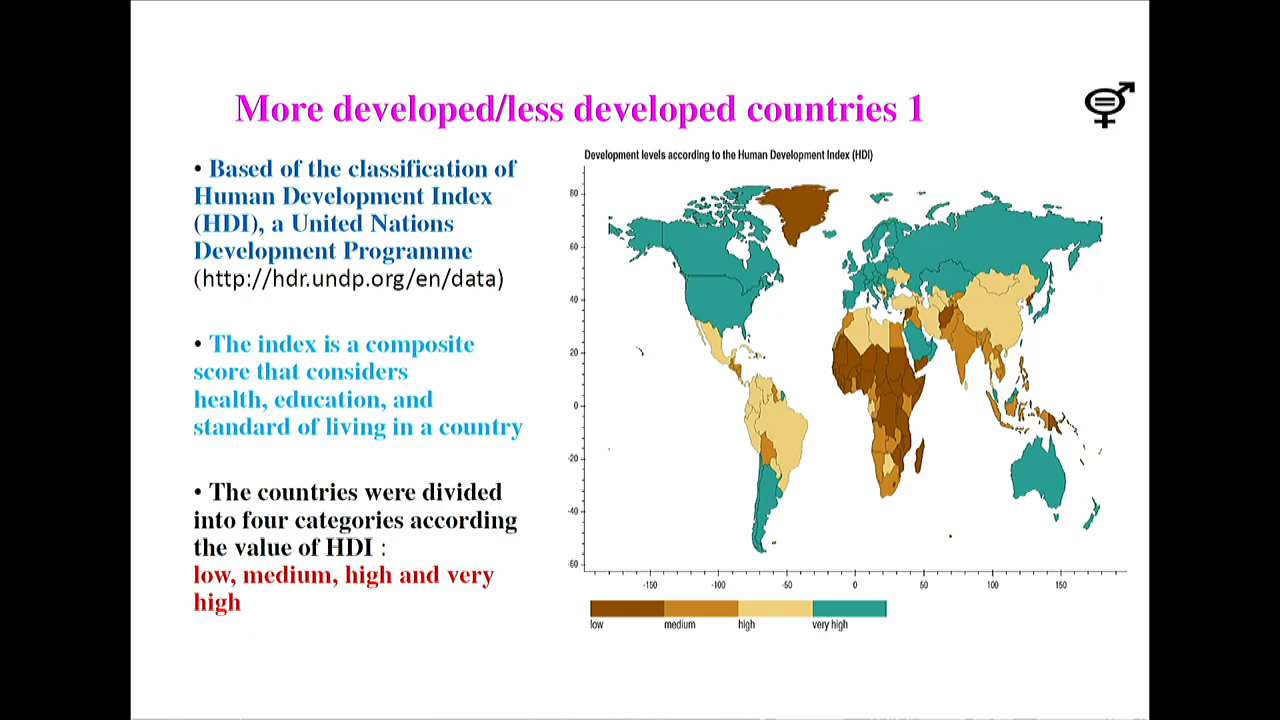 More developed/less developed countries 1
• Based of the classification of
Human Development Index
(HDI), a United Nations
Development Programme
(http://hdr.undp.org/en/data)
• The index is a composite
score that considers
health, education, and
standard of living in a country
• The countries were divided
into four categories according
the value of HDI :
low, medium, high and very
high
Development levels according to the Human Development Index (HDI)
80
60
40
20
0
-20
-40
-60
-150 -100 -50 0 50 100 150
low medium high very high